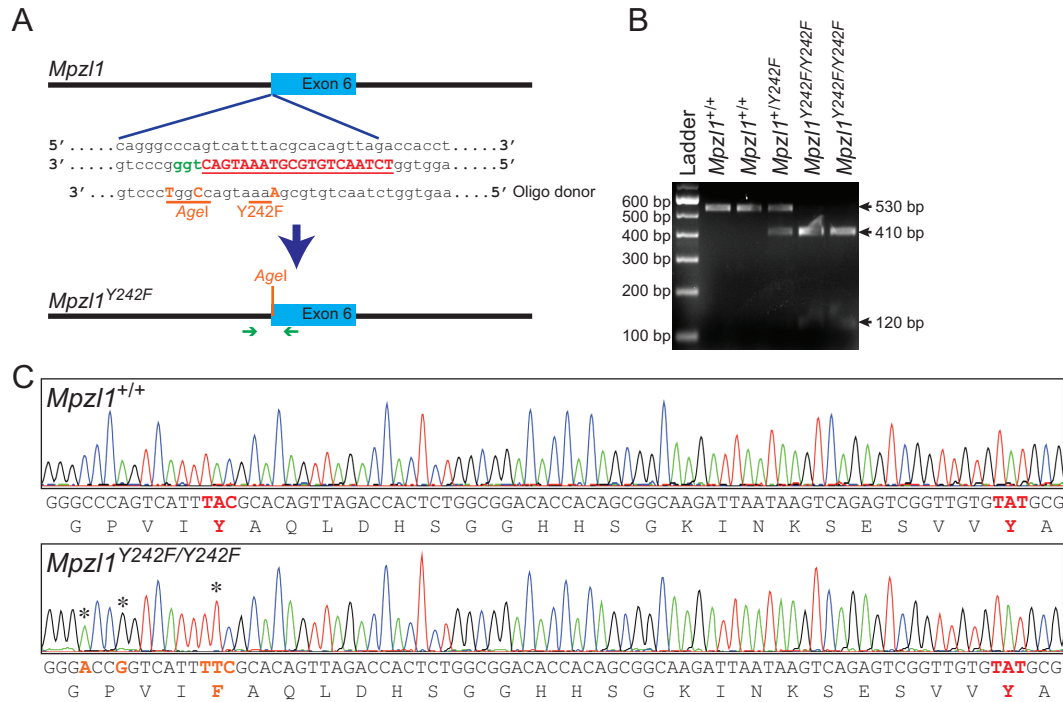 A
Mpzl1
Exon 6
5’ .....cagggcccagtcatttacgcacagttagaccacct.....3’
3’ .....gtcccgggtCAGTAAATGCGTGTCAATCTggtgga.....5’
3’ ...gtcccTggCcagtaaaAgcgtgtcaatctggtgaa...5’ Oligo donor
AgeI
Y242F
AgeI
Mpzl1Y242F
Exon 6
B
Ladder
Mpzl1+/+
Mpzl1+/+
Mpzl1+/Y242F
Mpzl1Y242F/Y242F
Mpzl1Y242F/Y242F
600 bp
500 bp
400 bp
300 bp
200 bp
100 bp
530 bp
410 bp
120 bp
C
Mpzl1+/+
GGGCCCAGTCATTTACGCACAGTTAGACCACTCTGGCGGACACCACAGCGGCAAGATTAATAAGTCAGAGTCGGTTGTGTATGCG
G P V I Y A Q L D H S G G H H S G K I N K S E S V V Y A
Mpzl1Y242F/Y242F
* * *
GGGACCGGTCATTTTCGCACAGTTAGACCACTCTGGCGGACACCACAGCGGCAAGATTAATAAGTCAGAGTCGGTTGTGTATGCG
G P V I F A Q L D H S G G H H S G K I N K S E S V V Y A